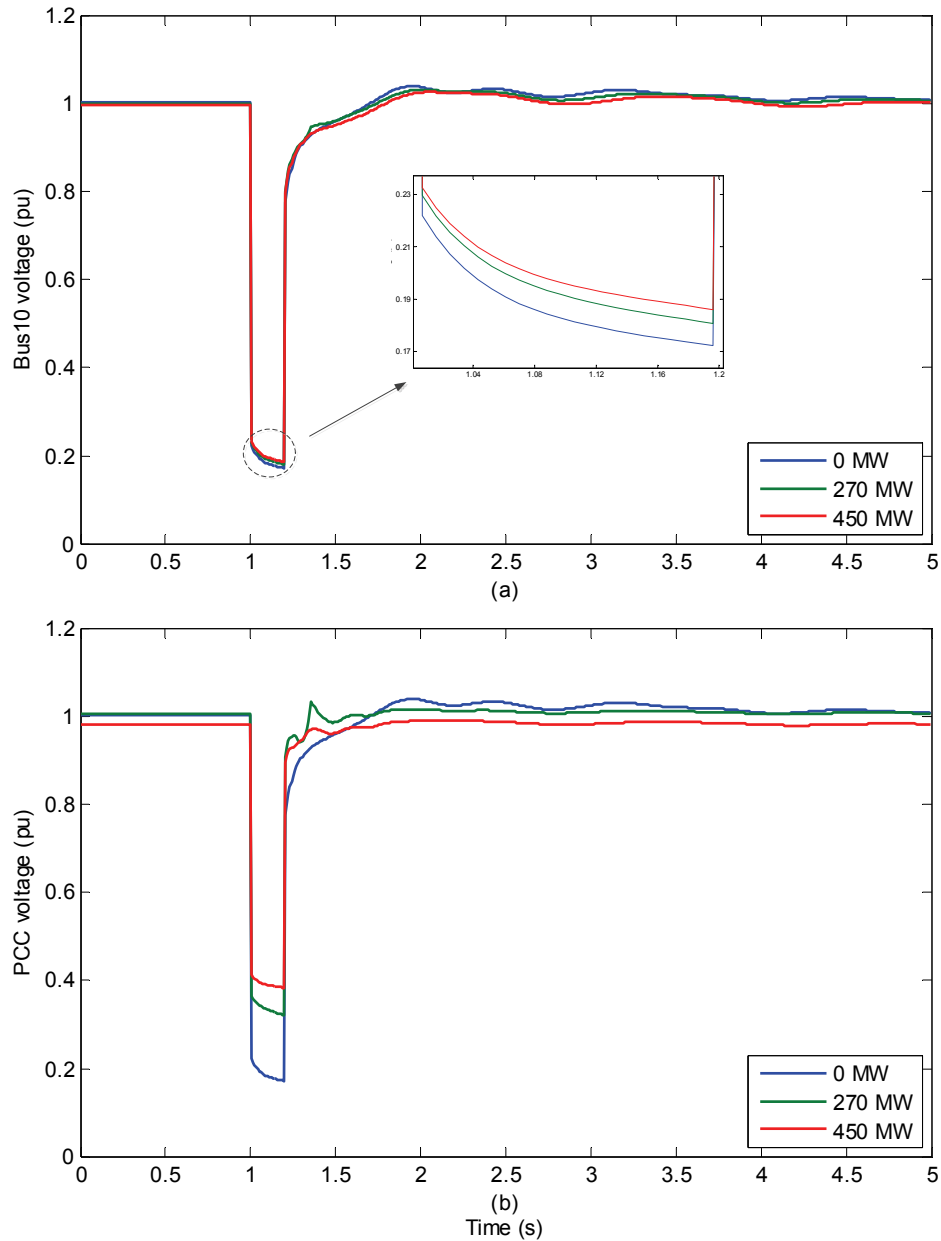 1.2
1
0.8
0.6
0.4
0.2
0
Bus10 voltage (pu)
0.23
0.21
0.19
0.17
1.04 1.08 1.12 1.16 1.2
0 MW
270 MW
450 MW
0 0.5 1 1.5 2 2.5 3 3.5 4 4.5 5
(a)
1.2
1
0.8
0.6
0.4
0.2
0
PCC voltage (pu)
0 MW
270 MW
450 MW
0 0.5 1 1.5 2 2.5 3 3.5 4 4.5 5
(b)
Time (s)